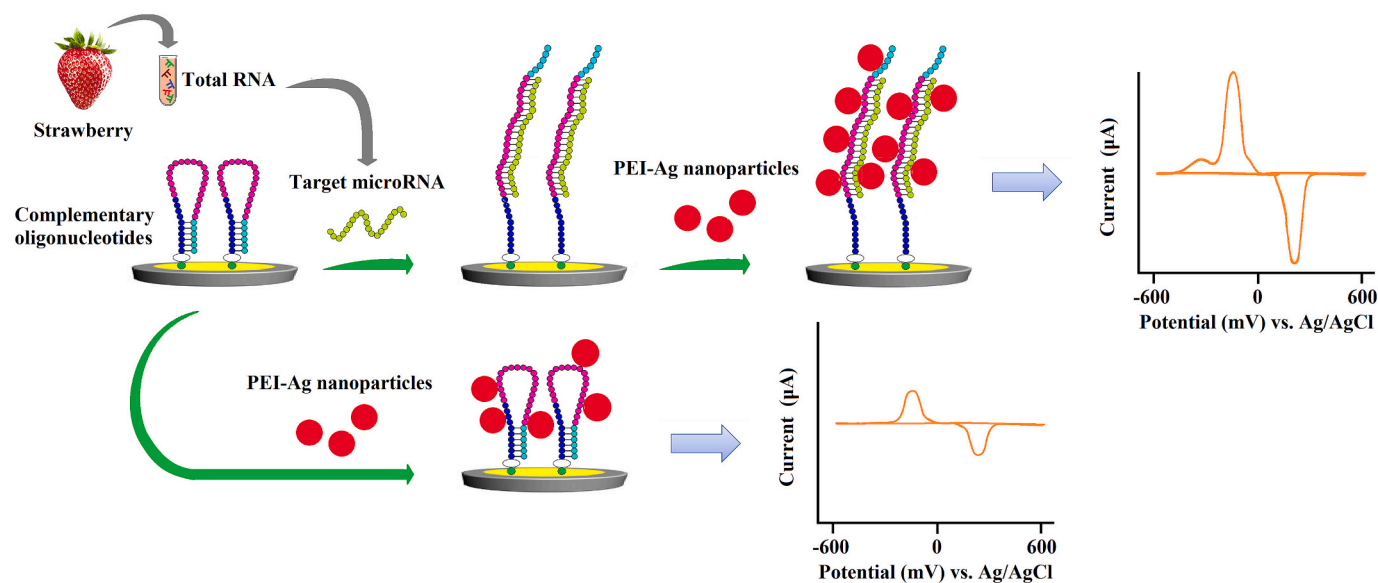 Strawberry
Total RNA
Target microRNA
Complementary
oligonucleotides
PEI-Ag nanoparticles
Current (µA)
-600
0
600
Potential (mV) vs. Ag/AgCl
PEI-Ag nanoparticles
Current (µA)
-600
0
600
Potential (mV) vs. Ag/AgCl